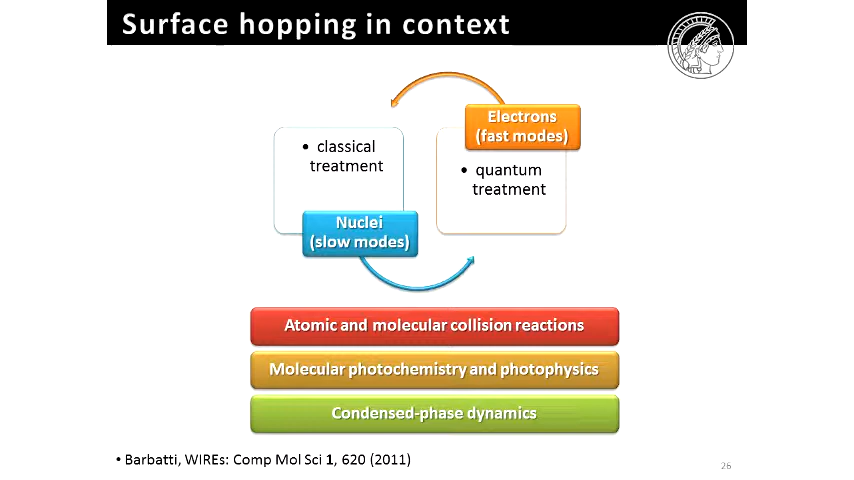 Surface hopping in context
Electrons
(fast modes)
• classical
treatment
• quantum
treatment
Nuclei
(slow modes)
Atomic and molecular collision reactions
Molecular photochemistry and photophysics
Condensed-phase dynamics
• Barbatti, WIREs: Comp Mol Sci 1, 620 (2011)
26